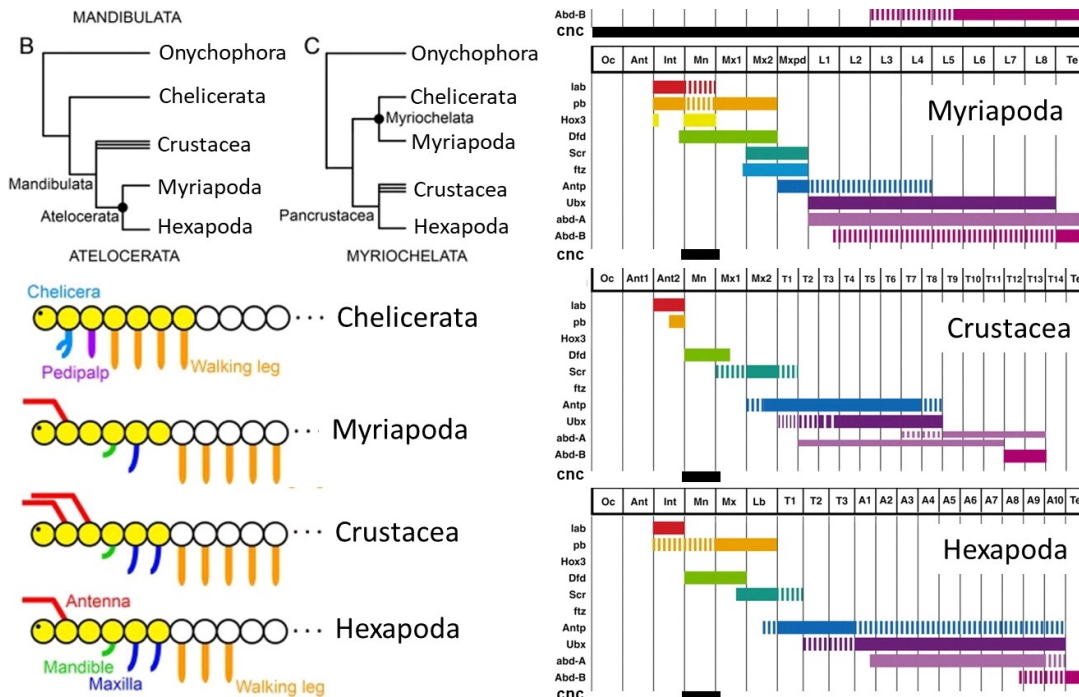 MANDIBULATA
B
Onychophora
Chelicerata
Crustacea
Mandibulata
Myriapoda
Atelocerata
Hexapoda
ATELOCERATA
C
Onychophora
Chelicerata
Myriochelata
Myriapoda
Crustacea
Pancrustacea
Hexapoda
MYRIOCHELATA
Chelicera
Pedipalp
Walking leg
... Chelicerata
Myriapoda
... Crustacea
Antenna
Mandible
Maxilla
Walking leg
... Hexapoda
Abd-B
cnc
Oc Ant Int Mn Mx1 Mx2 Mxpd L1 L2 L3 L4 L5 L6 L7 L8 Te
Myriapoda
lab
pb
Hox3
Dfd
Scr
ftz
Antp
Ubx
abd-A
Abd-B
cnc
Oc Ant1 Ant2 Mn Mx1 Mx2 T1 T2 T3 T4 T5 T6 T7 T8 T9 T10 T11 T12 T13 T14 Te
Crustacea
lab
pb
Hox3
Dfd
Scr
ftz
Antp
Ubx
abd-A
Abd-B
cnc
Oc Ant Int Mn Mx Lb T1 T2 T3 A1 A2 A3 A4 A5 A6 A7 A8 A9 A10 Te
Hexapoda
lab
pb
Hox3
Dfd
Scr
ftz
Antp
Ubx
abd-A
Abd-B
cnc